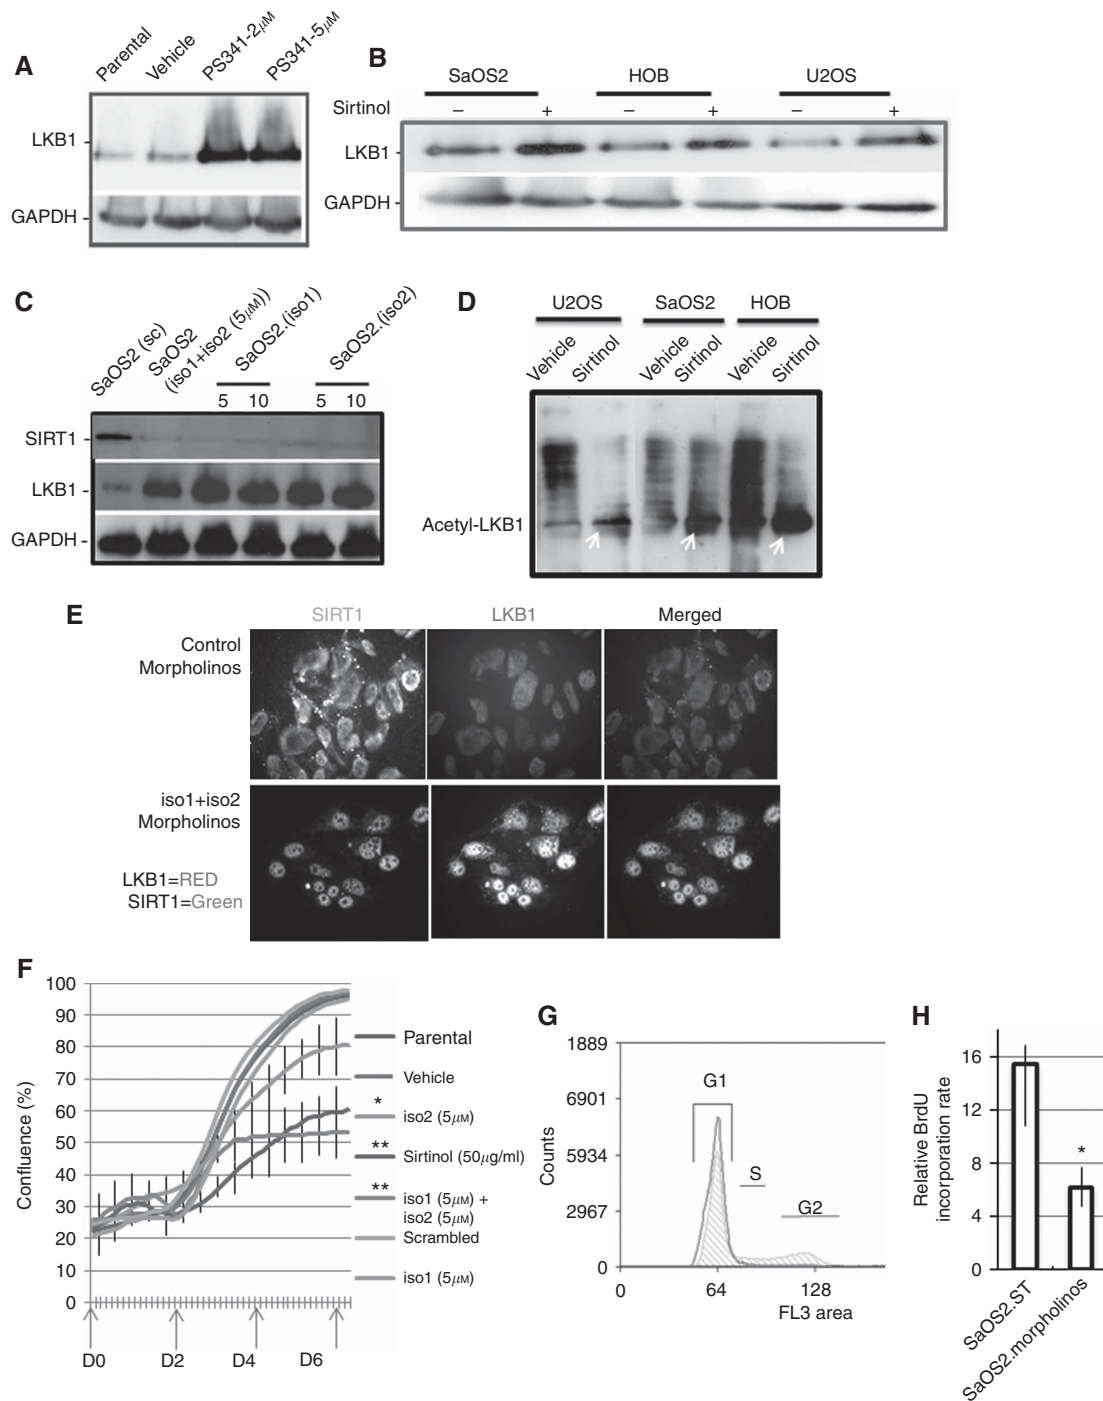 A
Parental
Vehicle
PS341-2μM
PS341-5μM
LKB1
GAPDH
B
SaOS2 HOB U2OS
Sirtinol – + – + – +
LKB1
GAPDH
C
SaOS2 (sc)
SaOS2
(iso1+iso2 (5μM))
SaOS2.(iso1)
SaOS2.(iso2)
5 10 5 10
SIRT1
LKB1
GAPDH
D
U2OS SaOS2 HOB
Vehicle
Sirtinol
Vehicle
Sirtinol
Vehicle
Sirtinol
Acetyl-LKB1
E
SIRT1 LKB1 Merged
Control
Morpholinos
iso1+iso2
Morpholinos
LKB1=RED
SIRT1=Green
F
Confluence (%)
100
90
80
70
60
50
40
30
20
10
0
D0 D2 D4 D6
Parental
Vehicle
*
iso2 (5μM)
**
Sirtinol (50μg/ml)
**
iso1 (5μM) +
iso2 (5μM)
Scrambled
iso1 (5μM)
G
Counts
1889
6901
5934
2967
0
G1
S
G2
0 64 128
FL3 area
H
Relative BrdU
incorporation rate
16
12
8
4
0
*
SaOS2.ST
SaOS2.morpholinos